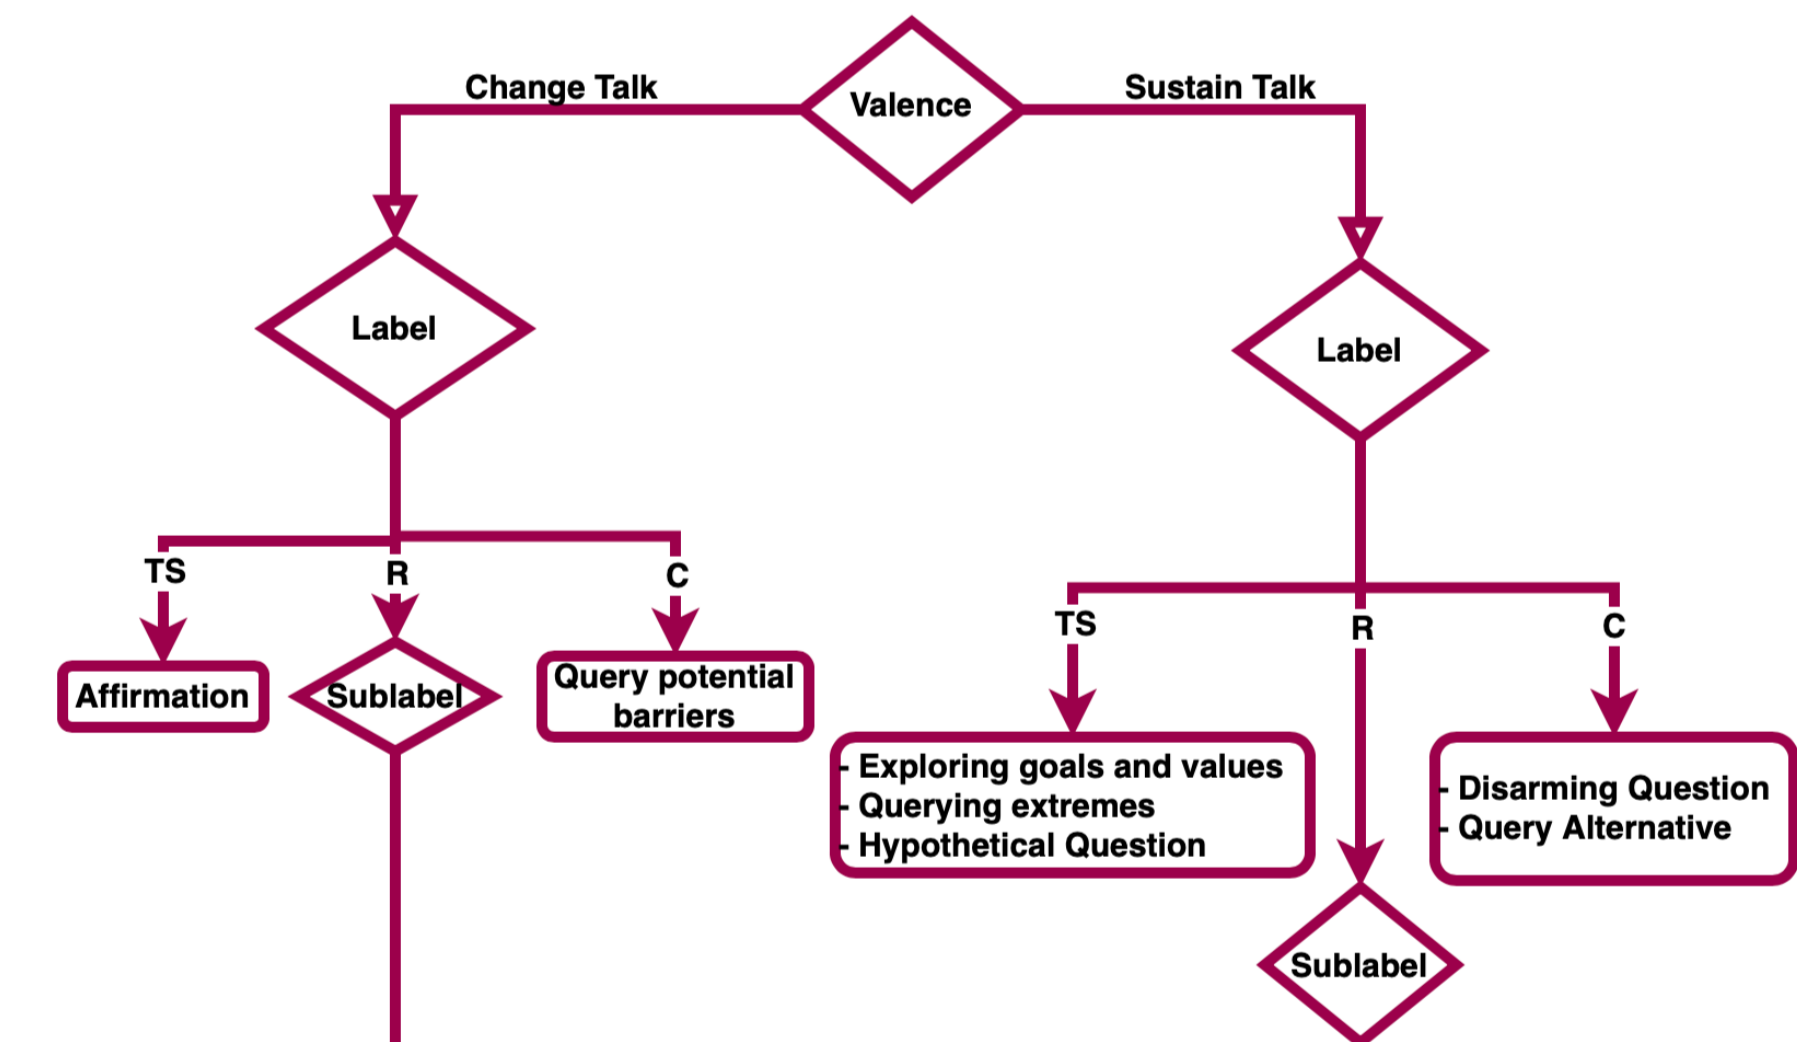 Change Talk
Valence
Sustain Talk
Label
Label
TS
R
C
Affirmation
Sublabel
Query potential
barriers
TS
R
C
- Exploring goals and values
- Querying extremes
- Hypothetical Question
- Disarming Question
- Query Alternative
Sublabel